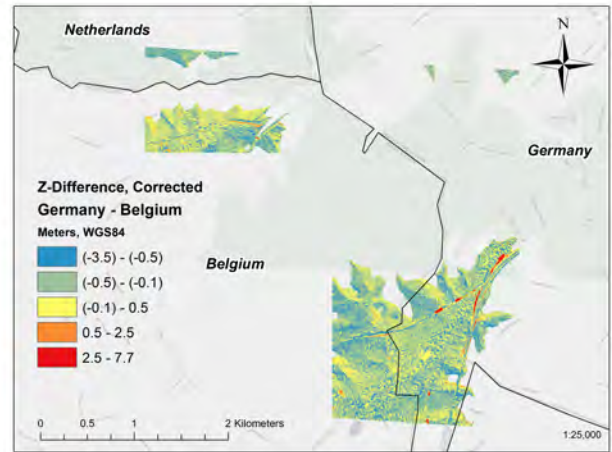 Netherlands
N
Germany
Z-Difference, Corrected
Germany - Belgium
Meters, WGS84
(-3.5) - (-0.5)
(-0.5) - (-0.1)
(-0.1) - 0.5
0.5 - 2.5
2.5 - 7.7
Belgium
0 0.5 1 2 Kilometers
1:25,000